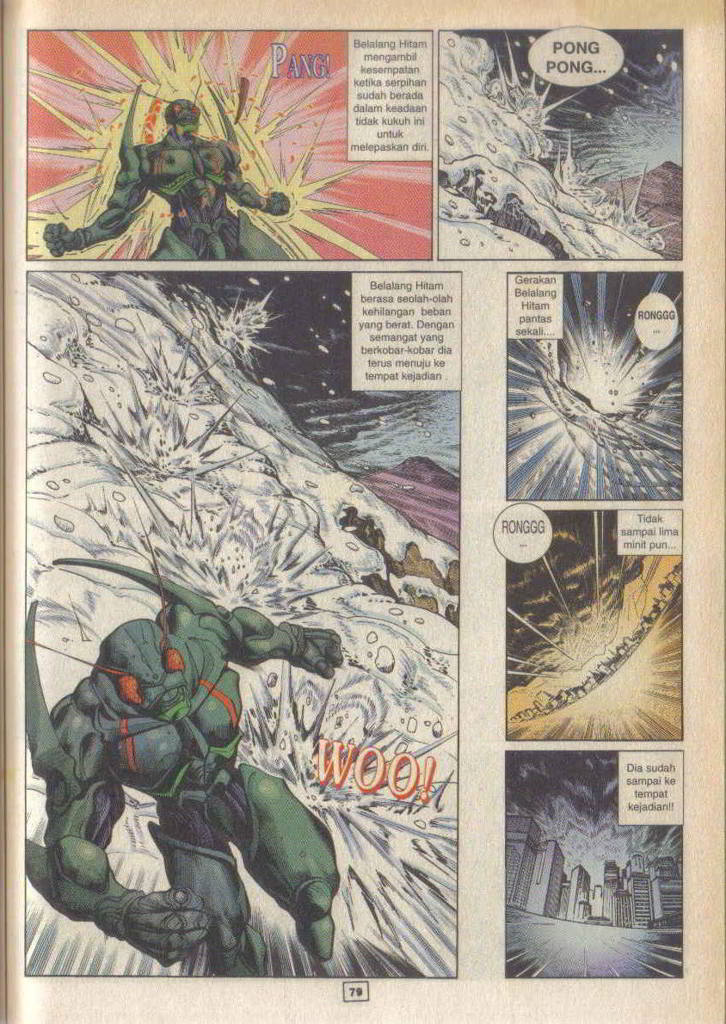 PANG!
Belalang Hitam
mengambil
kesempatan
ketika serpihan
sudah berada
dalam keadaan
tidak kukuh ini
untuk
melepaskan diri.
PONG
PONG...
Belalang Hitam
berasa seolah-olah
kehilangan beban
yang berat. Dengan
semangat yang
berkobar-kobar dia
terus menuju ke
tempat kejadian .
WOO!
Gerakan
Belalang
Hitam
pantas
sekali....
RONGGG
...
RONGGG
...
Tidak
sampai lima
minit pun...
Dia sudah
sampai ke
tempat
kejadian!!
79